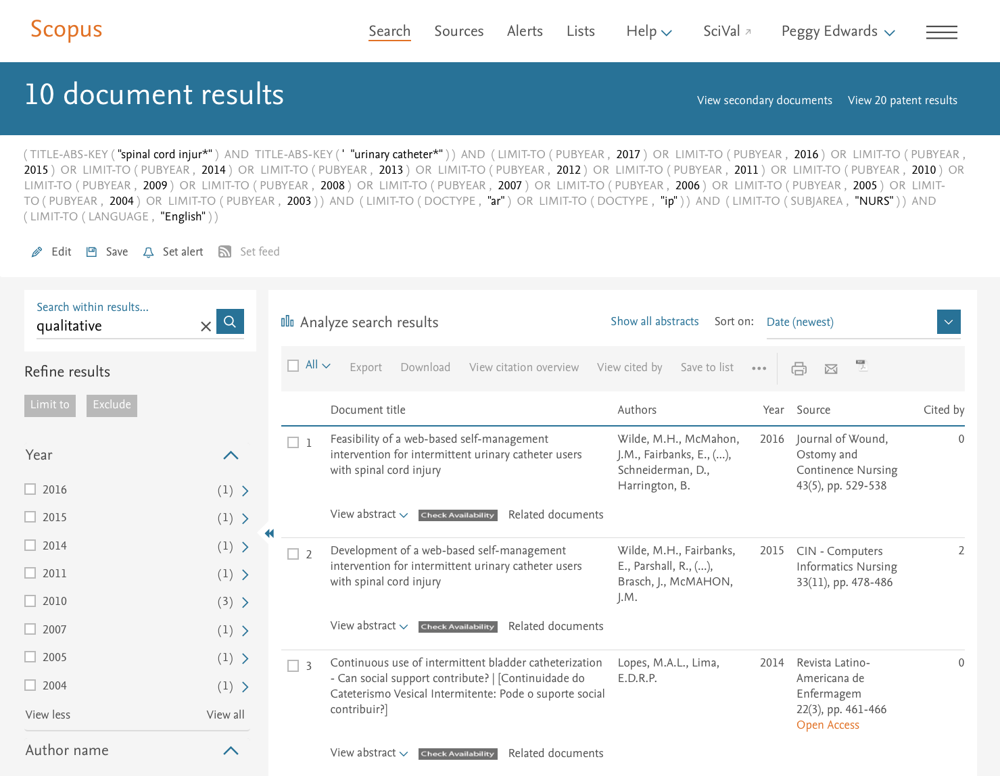 Scopus
Search Sources Alerts Lists Help SciVal Peggy Edwards
10 document results
View secondary documents View 20 patent results
( TITLE-ABS-KEY ( "spinal cord injur*" ) AND TITLE-ABS-KEY ( ' "urinary catheter*" ) ) AND ( LIMIT-TO ( PUBYEAR , 2017 ) OR LIMIT-TO ( PUBYEAR , 2016 ) OR LIMIT-TO ( PUBYEAR ,
2015 ) OR LIMIT-TO ( PUBYEAR , 2014 ) OR LIMIT-TO ( PUBYEAR , 2013 ) OR LIMIT-TO ( PUBYEAR , 2012 ) OR LIMIT-TO ( PUBYEAR , 2011 ) OR LIMIT-TO ( PUBYEAR , 2010 ) OR
LIMIT-TO ( PUBYEAR , 2009 ) OR LIMIT-TO ( PUBYEAR , 2008 ) OR LIMIT-TO ( PUBYEAR , 2007 ) OR LIMIT-TO ( PUBYEAR , 2006 ) OR LIMIT-TO ( PUBYEAR , 2005 ) OR LIMIT-
TO ( PUBYEAR , 2004 ) OR LIMIT-TO ( PUBYEAR , 2003 ) ) AND ( LIMIT-TO ( DOCTYPE , "ar" ) OR LIMIT-TO ( DOCTYPE , "ip" ) ) AND ( LIMIT-TO ( SUBJAREA , "NURS" ) ) AND
( LIMIT-TO ( LANGUAGE , "English" ) )
Edit Save Set alert Set feed
Search within results...
qualitative
Refine results
Limit to Exclude
Year
2016 (1)
2015 (1)
2014 (1)
2011 (1)
2010 (3)
2007 (1)
2005 (1)
2004 (1)
View less View all
Author name
Analyze search results Show all abstracts Sort on: Date (newest)
All Export Download View citation overview View cited by Save to list
Document title Authors Year Source Cited by
1 Feasibility of a web-based self-management Wilde, M.H., McMahon, 2016 Journal of Wound, 0
intervention for intermittent urinary catheter users J.M., Fairbanks, E., (...), Ostomy and
with spinal cord injury Schneiderman, D., Continence Nursing
Harrington, B. 43(5), pp. 529-538
View abstract Check Availability Related documents
2 Development of a web-based self-management Wilde, M.H., Fairbanks, 2015 CIN - Computers 2
intervention for intermittent urinary catheter users E., Parshall, R., (...), Informatics Nursing
with spinal cord injury Brasch, J., McMAHON, 33(11), pp. 478-486
J.M.
View abstract Check Availability Related documents
3 Continuous use of intermittent bladder catheterization Lopes, M.A.L., Lima, 2014 Revista Latino- 0
- Can social support contribute? | [Continuidade do E.D.R.P. Americana de
Cateterismo Vesical Intermitente: Pode o suporte social Enfermagem
contribuir?] 22(3), pp. 461-466
Open Access
View abstract Check Availability Related documents